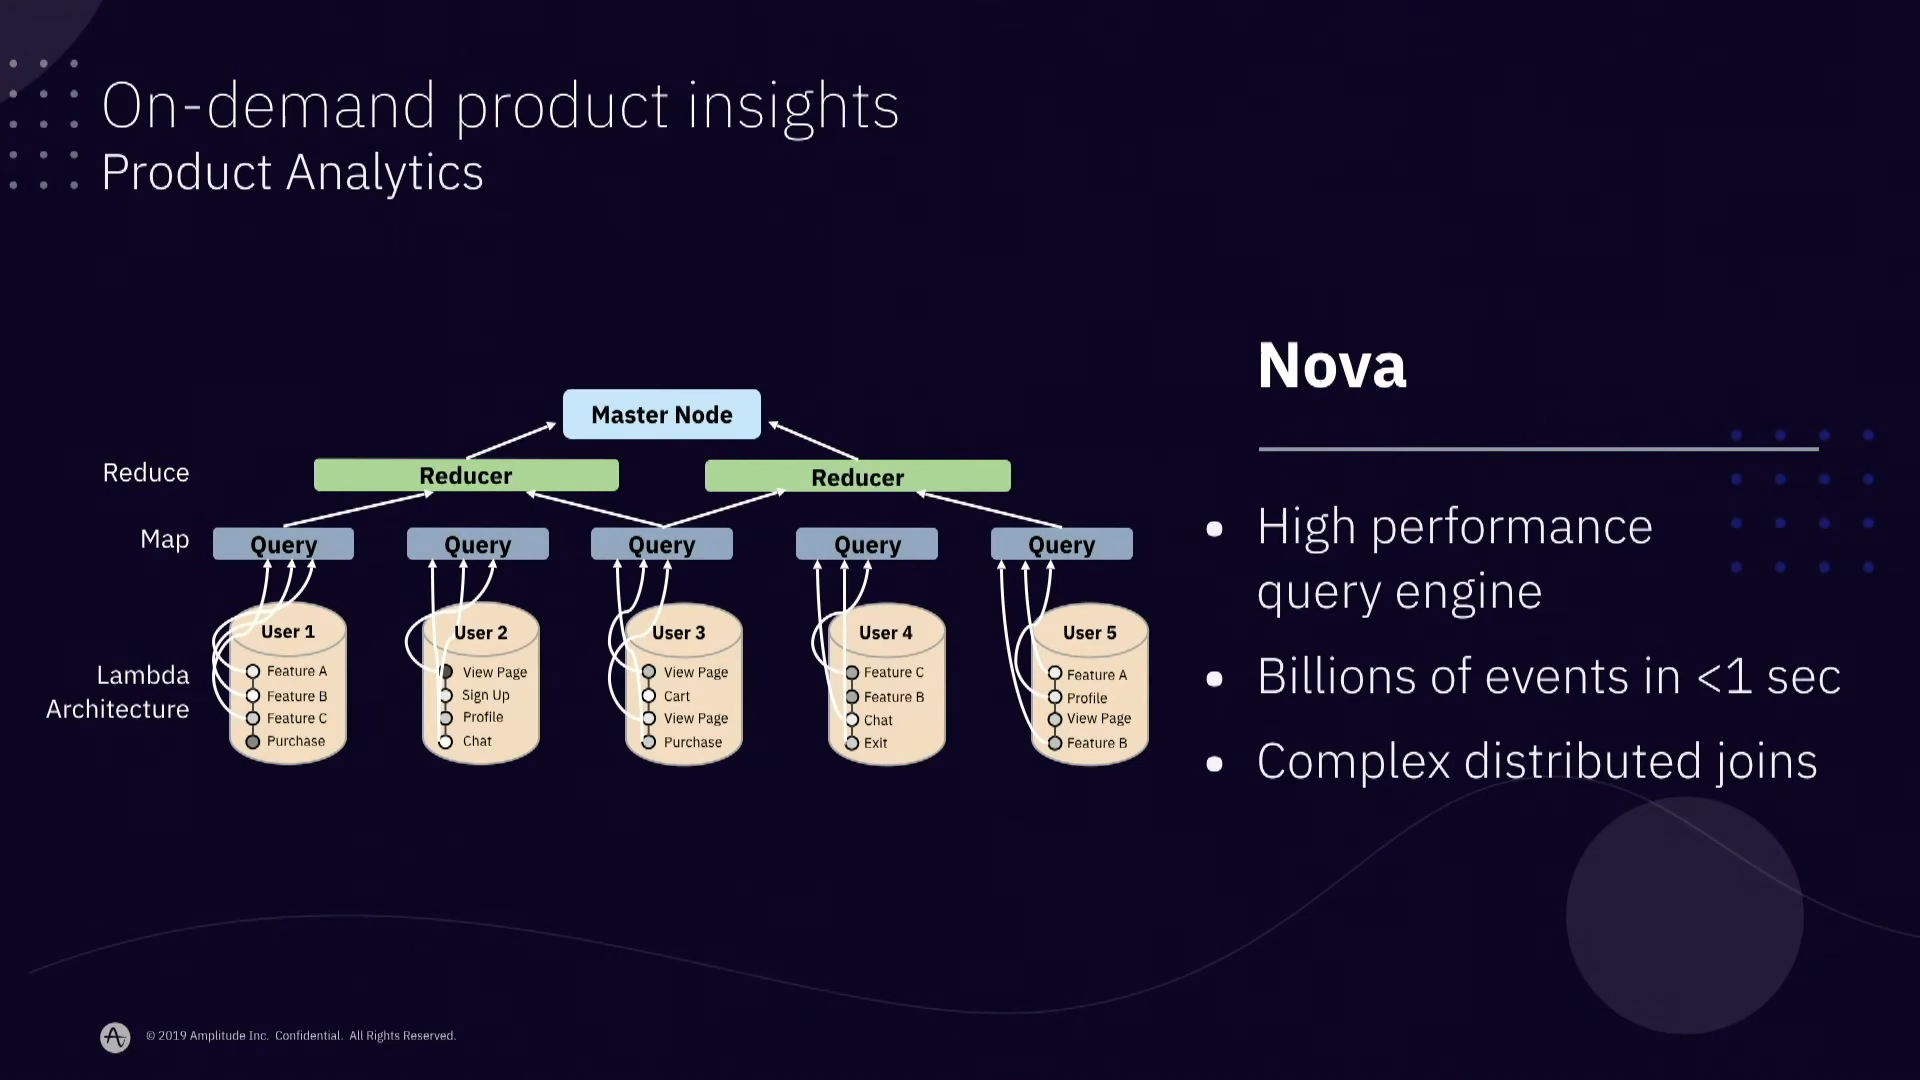 On-demand product insights
Product Analytics
Nova
Master Node
Reduce
Reducer
Reducer
Map
Query
Query
Query
Query
Query
Lambda
Architecture
User 1
Feature A
Feature B
Feature C
Purchase
User 2
View Page
Sign Up
Profile
Chat
User 3
View Page
Cart
View Page
Purchase
User 4
Feature C
Feature B
Chat
Exit
User 5
Feature A
Profile
View Page
Feature B
• High performance
query engine
• Billions of events in <1 sec
• Complex distributed joins
© 2019 Amplitude Inc. Confidential. All Rights Reserved.